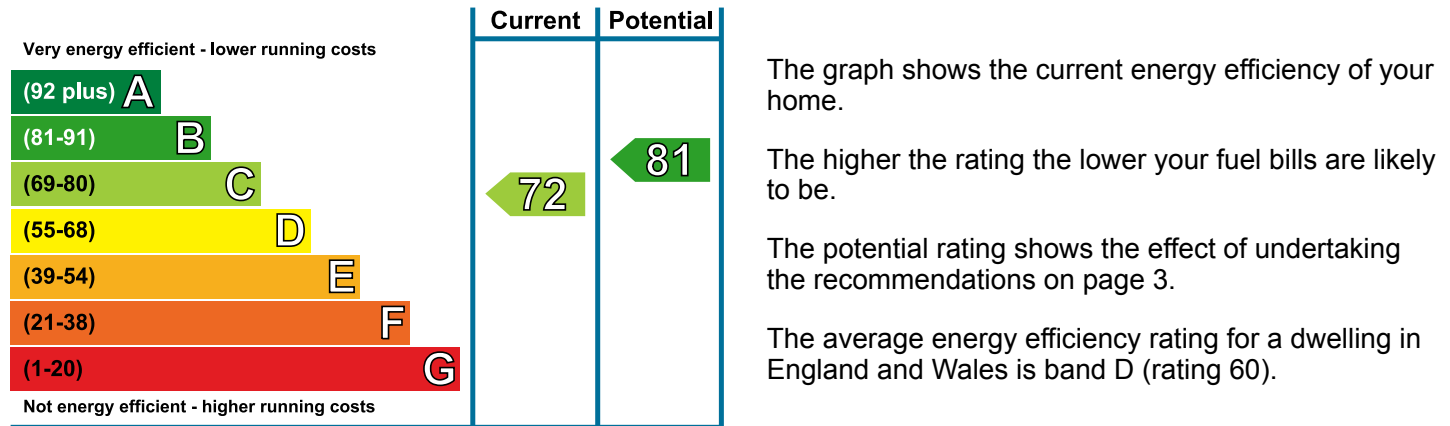 Current Potential
Very energy efficient - lower running costs
(92 plus) A
(81-91) B
(69-80) C
(55-68) D
(39-54) E
(21-38) F
(1-20) G
Not energy efficient - higher running costs
72
81
The graph shows the current energy efficiency of your
home.
The higher the rating the lower your fuel bills are likely
to be.
The potential rating shows the effect of undertaking
the recommendations on page 3.
The average energy efficiency rating for a dwelling in
England and Wales is band D (rating 60).